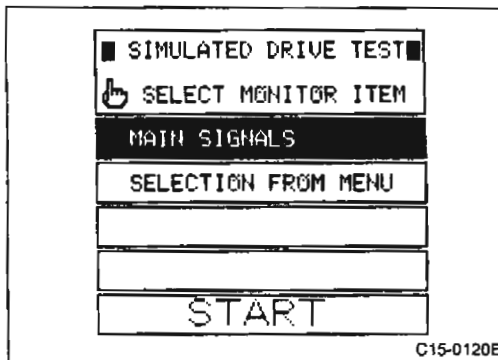 SIMULATED DRIVE TEST
SELECT MONITOR ITEM
MAIN SIGNALS
SELECTION FROM MENU
START
C15-0120E